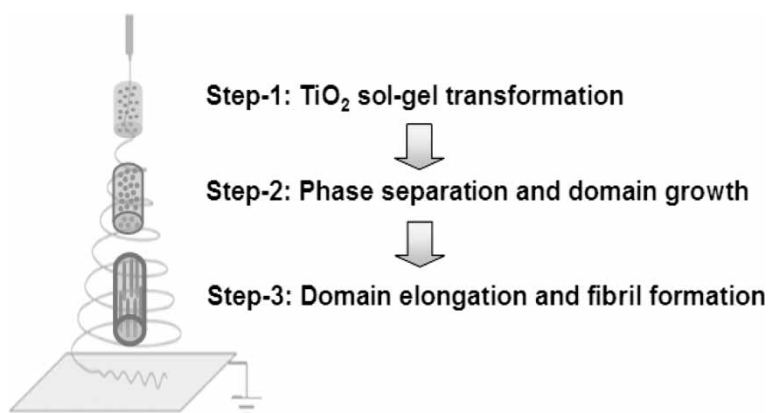 Step-1: TiO₂ sol-gel transformation
Step-2: Phase separation and domain growth
Step-3: Domain elongation and fibril formation